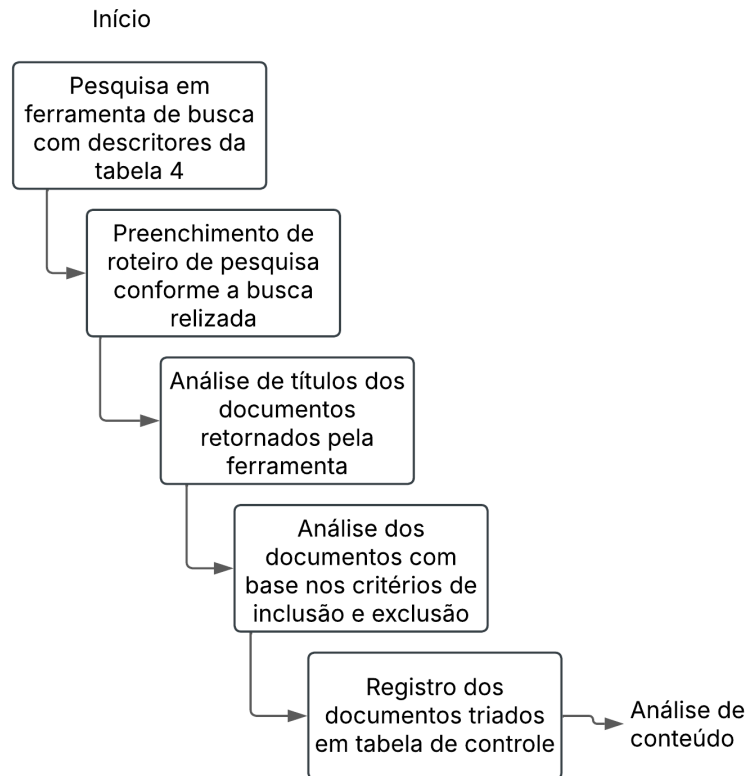 Início
Pesquisa em
ferramenta de busca
com descritores da
tabela 4
Preenchimento de
roteiro de pesquisa
conforme a busca
relizada
Análise de títulos dos
documentos
retornados pela
ferramenta
Análise dos
documentos com
base nos critérios de
inclusão e exclusão
Registro dos
documentos triados
em tabela de controle
Análise de
conteúdo